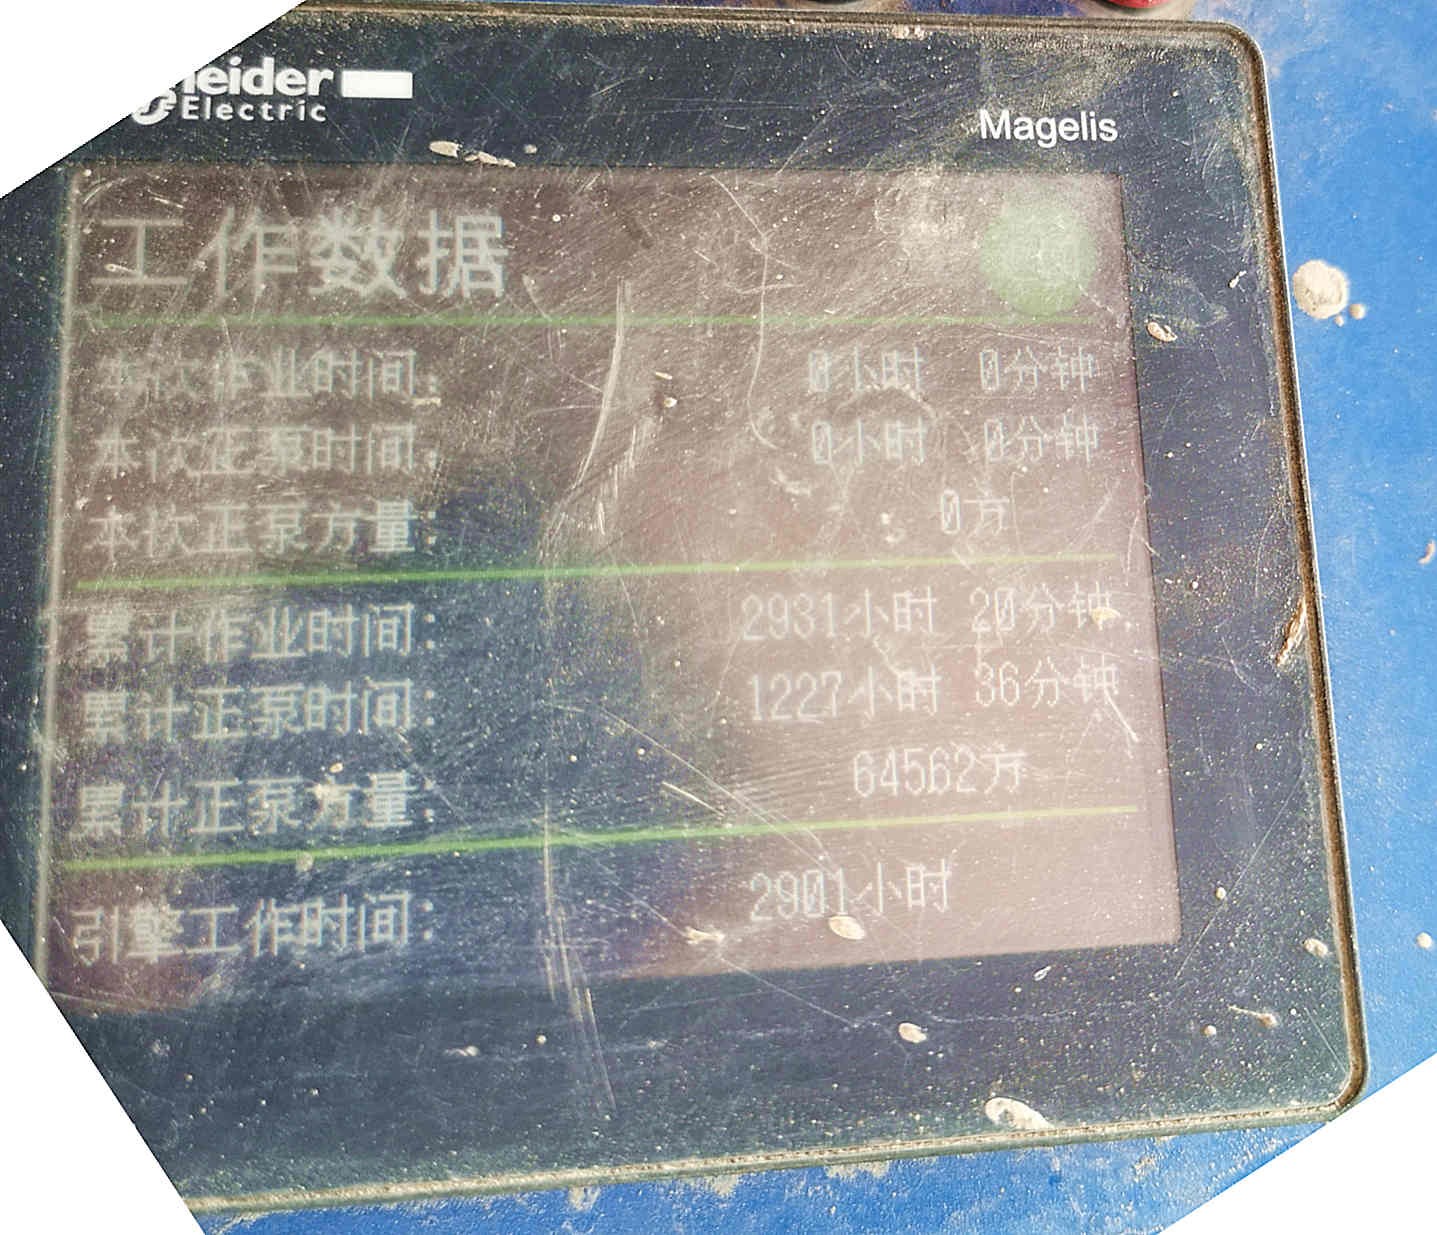 neider
Electric
Magelis
工作数据
本次作业时间: 0小时 0分钟
本次正泵时间: 0小时 0分钟
本次正泵方量: 0方
累计作业时间: 2931小时 20分钟
累计正泵时间: 1227小时 36分钟
累计正泵方量: 64562方
引擎工作时间: 2901小时